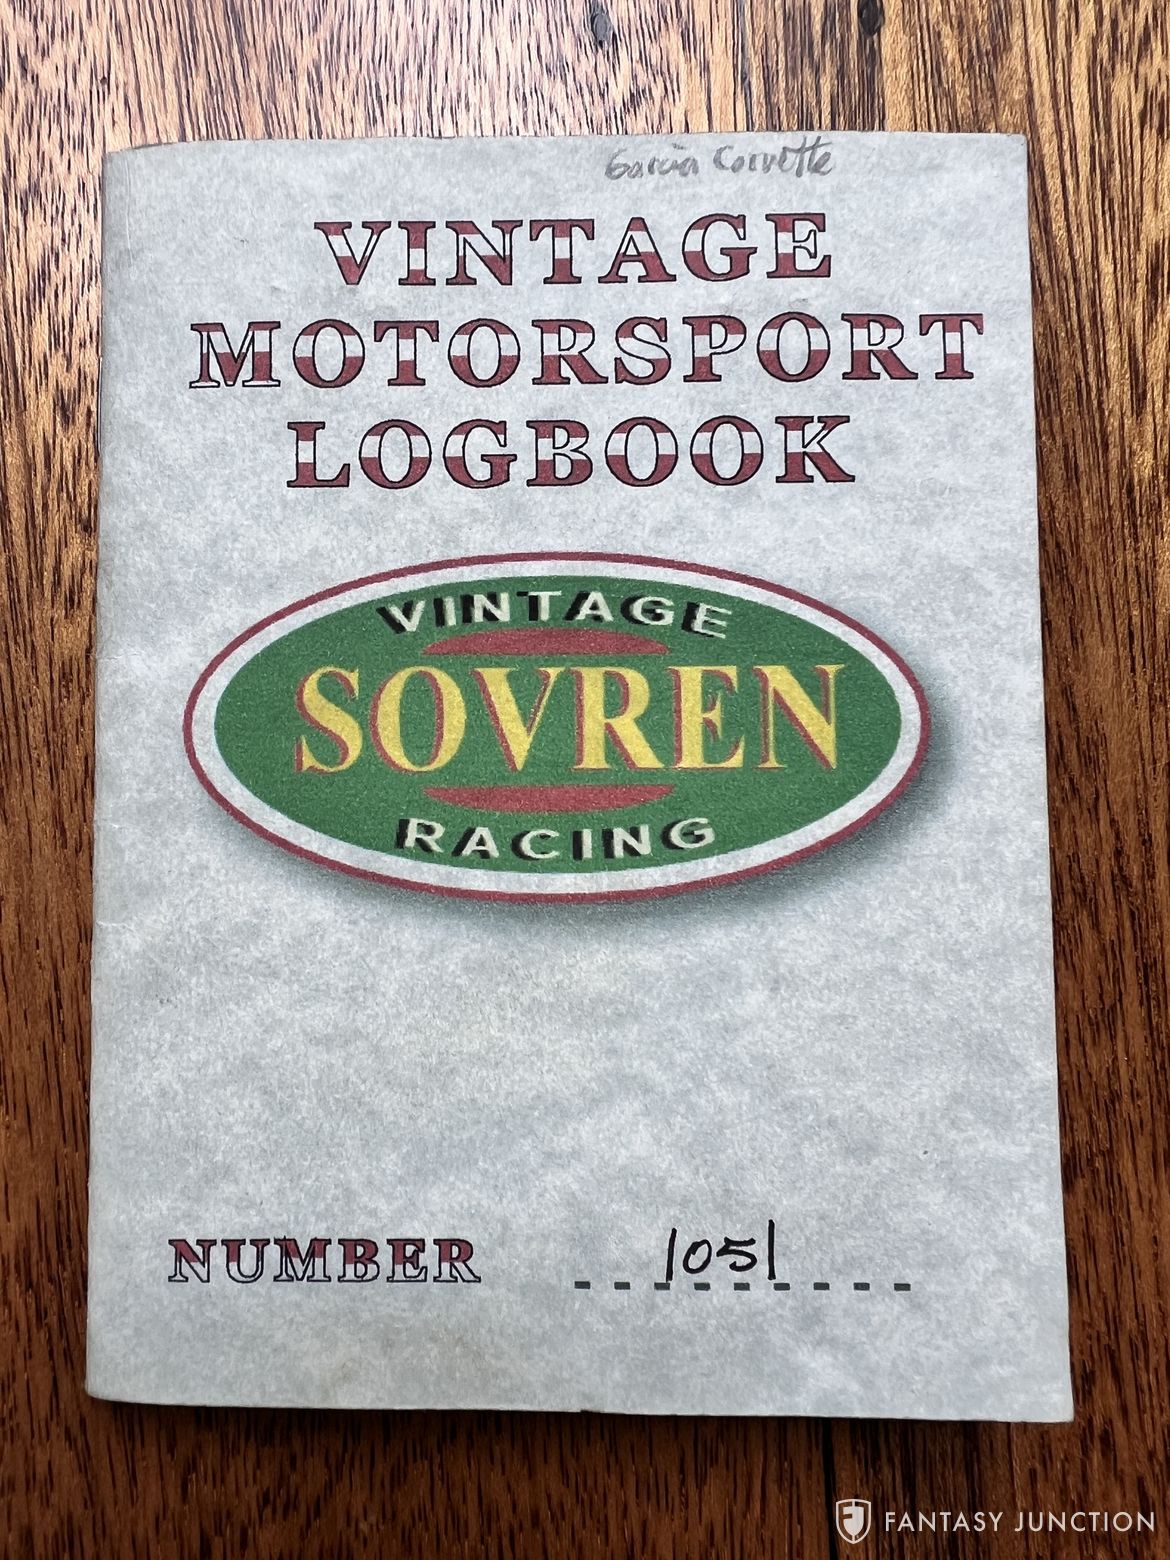 Garcia Corvette
VINTAGE
MOTORSPORT
LOGBOOK
VINTAGE
SOVREN
RACING
NUMBER 1051
FANTASY JUNCTION